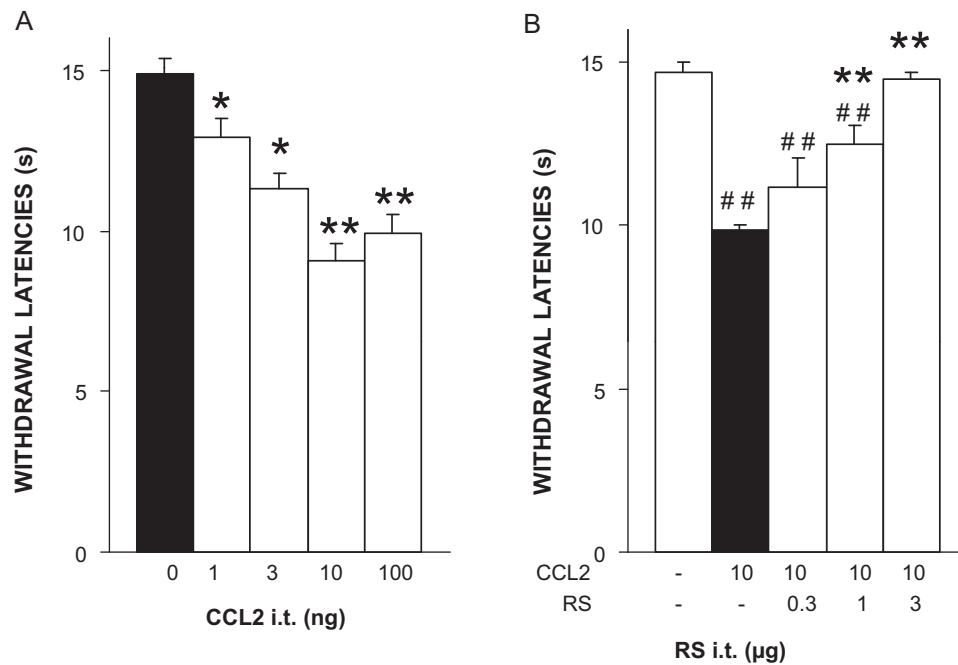 A
WITHDRAWAL LATENCIES (s)
15
10
5
0
*
*
**
**
0 1 3 10 100
CCL2 i.t. (ng)
B
WITHDRAWAL LATENCIES (s)
15
10
5
0
##
##
**
##
**
CCL2 - 10 10 10 10
RS - - 0.3 1 3
RS i.t. (µg)